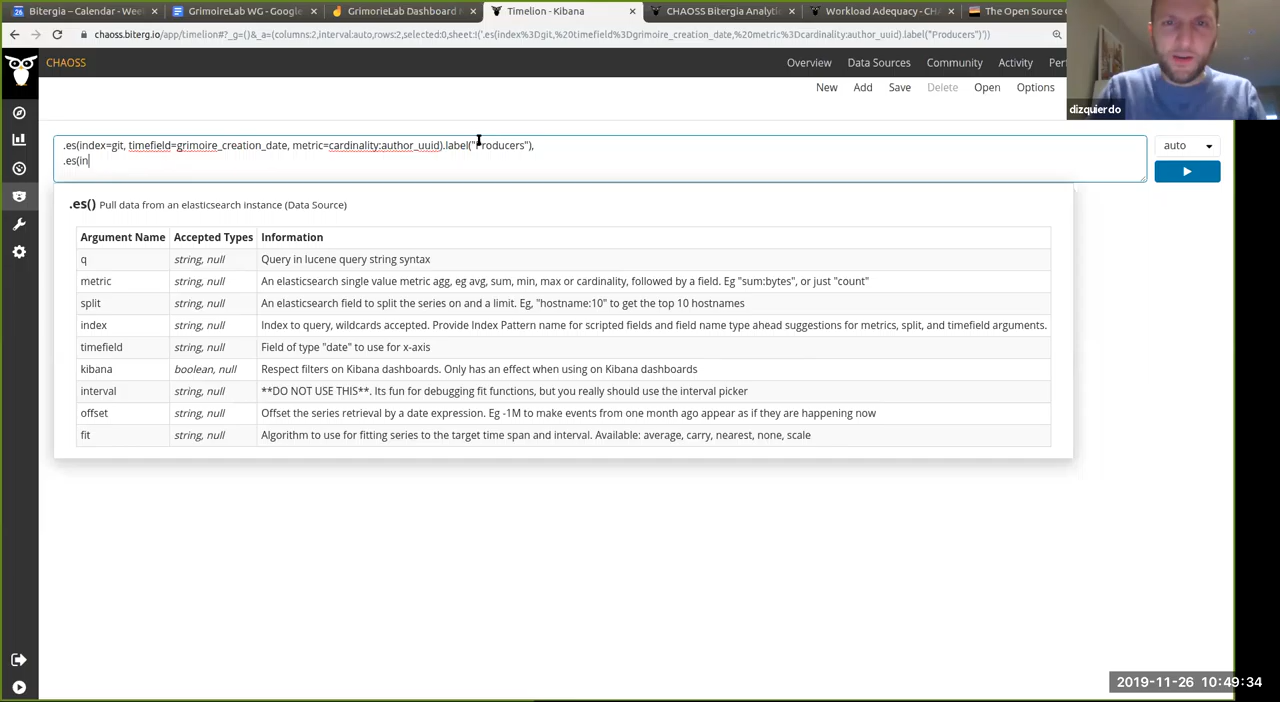 Bitergia – Calendar - Wee
GrimoireLab WG - Google
GrimorieLab Dashboard
Timelion - Kibana
CHAOSS Bitergia Analyti
Workload Adequacy - CH
The Open Source
chaoss.biterg.io/app/timelion#?_g=()&_a=(columns:2,interval:auto,rows:2,selected:0,sheet:!('.es(index%3Dgit,%20timefield%3Dgrimoire_creation_date,%20metric%3Dcardinality:author_uuid).label("Producers")'))
CHAOSS
Overview Data Sources Community Activity Per
New Add Save Delete Open Options
dizquierdo
.es(index=git, timefield=grimoire_creation_date, metric=cardinality:author_uuid).label("Producers"),
.es(in
auto
.es() Pull data from an elasticsearch instance (Data Source)
Argument Name Accepted Types Information
q string, null Query in lucene query string syntax
metric string, null An elasticsearch single value metric agg, eg avg, sum, min, max or cardinality, followed by a field. Eg "sum:bytes", or just "count"
split string, null An elasticsearch field to split the series on and a limit. Eg, "hostname:10" to get the top 10 hostnames
index string, null Index to query, wildcards accepted. Provide Index Pattern name for scripted fields and field name type ahead suggestions for metrics, split, and timefield arguments.
timefield string, null Field of type "date" to use for x-axis
kibana boolean, null Respect filters on Kibana dashboards. Only has an effect when using on Kibana dashboards
interval string, null **DO NOT USE THIS**. Its fun for debugging fit functions, but you really should use the interval picker
offset string, null Offset the series retrieval by a date expression. Eg -1M to make events from one month ago appear as if they are happening now
fit string, null Algorithm to use for fitting series to the target time span and interval. Available: average, carry, nearest, none, scale
2019-11-26 10:49:34